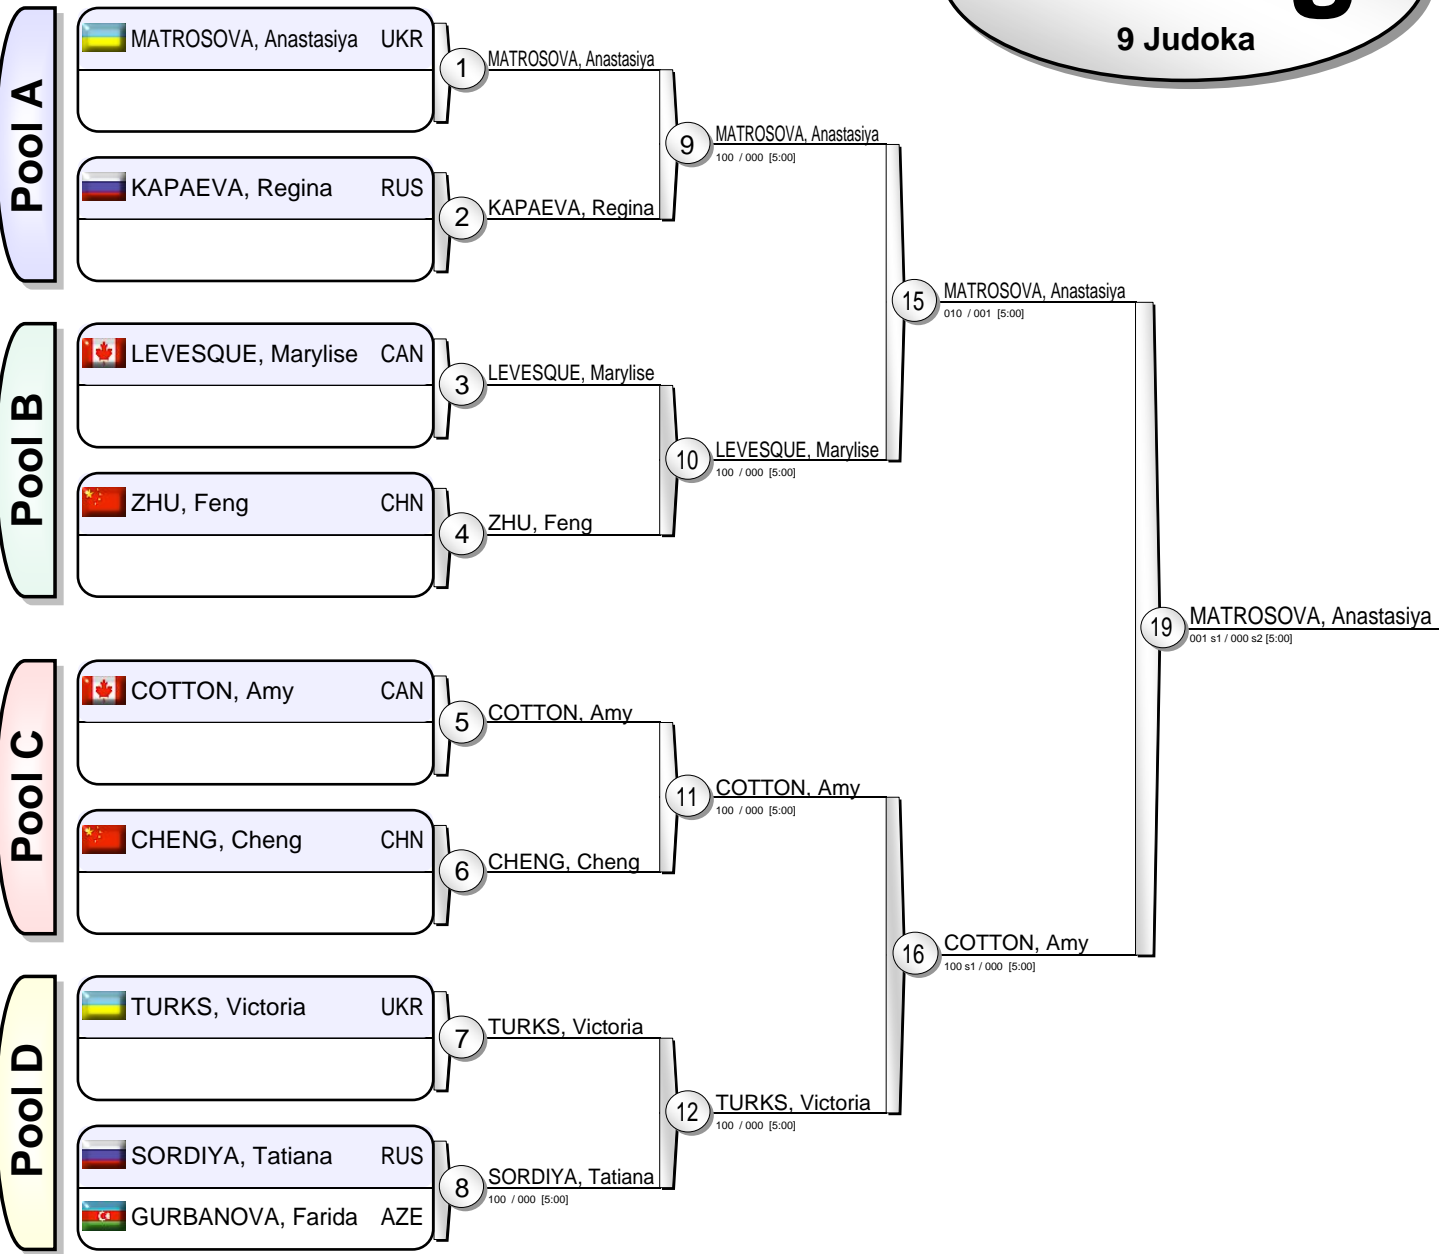 9 Judoka
Pool A
MATROSOVA, Anastasiya UKR
1
MATROSOVA, Anastasiya
KAPAEVA, Regina RUS
2
KAPAEVA, Regina
9
MATROSOVA, Anastasiya
100 / 000 [5:00]
Pool B
LEVESQUE, Marylise CAN
3
LEVESQUE, Marylise
ZHU, Feng CHN
4
ZHU, Feng
10
LEVESQUE, Marylise
100 / 000 [5:00]
15
MATROSOVA, Anastasiya
010 / 001 [5:00]
Pool C
COTTON, Amy CAN
5
COTTON, Amy
CHENG, Cheng CHN
6
CHENG, Cheng
11
COTTON, Amy
100 / 000 [5:00]
Pool D
TURKS, Victoria UKR
7
TURKS, Victoria
SORDIYA, Tatiana RUS
GURBANOVA, Farida AZE
8
SORDIYA, Tatiana
100 / 000 [5:00]
12
TURKS, Victoria
100 / 000 [5:00]
16
COTTON, Amy
100 s1 / 000 [5:00]
19
MATROSOVA, Anastasiya
001 s1 / 000 s2 [5:00]